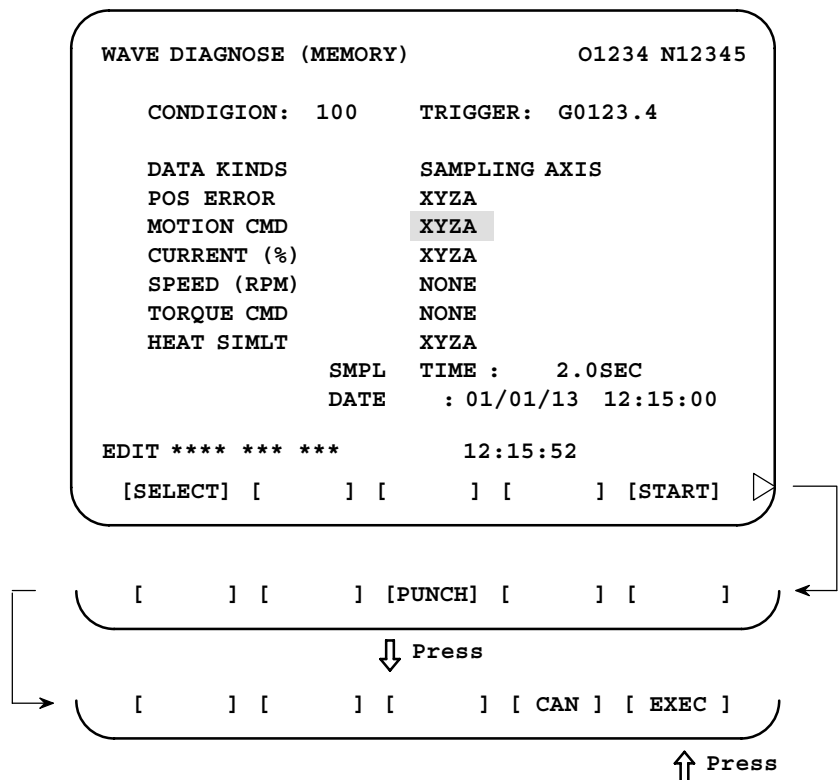 WAVE DIAGNOSE (MEMORY) O1234 N12345
CONDIGION: 100 TRIGGER: G0123.4
DATA KINDS SAMPLING AXIS
POS ERROR XYZA
MOTION CMD XYZA
CURRENT (%) XYZA
SPEED (RPM) NONE
TORQUE CMD NONE
HEAT SIMLT XYZA
SMPL TIME : 2.0SEC
DATE : 01/01/13 12:15:00
EDIT **** *** *** 12:15:52
[SELECT] [ ] [ ] [ ] [START]
[ ] [ ] [PUNCH] [ ] [ ]
Press
[ ] [ ] [ ] [ CAN ] [ EXEC ]
Press